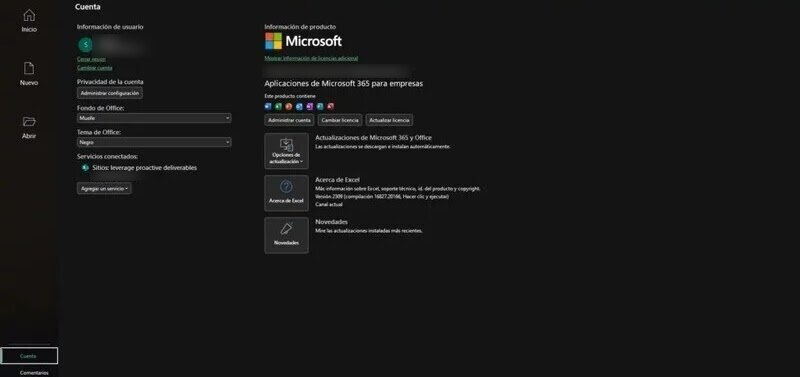 Cuenta
Inicio
Nuevo
Abrir
Cuenta
Comentarios
Información de usuario
S
Cerrar sesión
Cambiar cuenta
Privacidad de la cuenta
Administrar configuración
Fondo de Office:
Muelle
Tema de Office:
Negro
Servicios conectados:
Sitios: leverage proactive deliverables
Agregar un servicio
Información de producto
Microsoft
Mostrar información de licencias adicional
Aplicaciones de Microsoft 365 para empresas
Este producto contiene
Administrar cuenta
Cambiar licencia
Actualizar licencia
Opciones de
actualización
Actualizaciones de Microsoft 365 y Office
Las actualizaciones se descargan e instalan automáticamente.
Acerca de Excel
Acerca de Excel
Más información sobre Excel, soporte técnico, id. del producto y copyright.
Versión 2309 (compilación 16827.20166, Hacer clic y ejecutar)
Canal actual
Novedades
Novedades
Mire las actualizaciones instaladas más recientes.